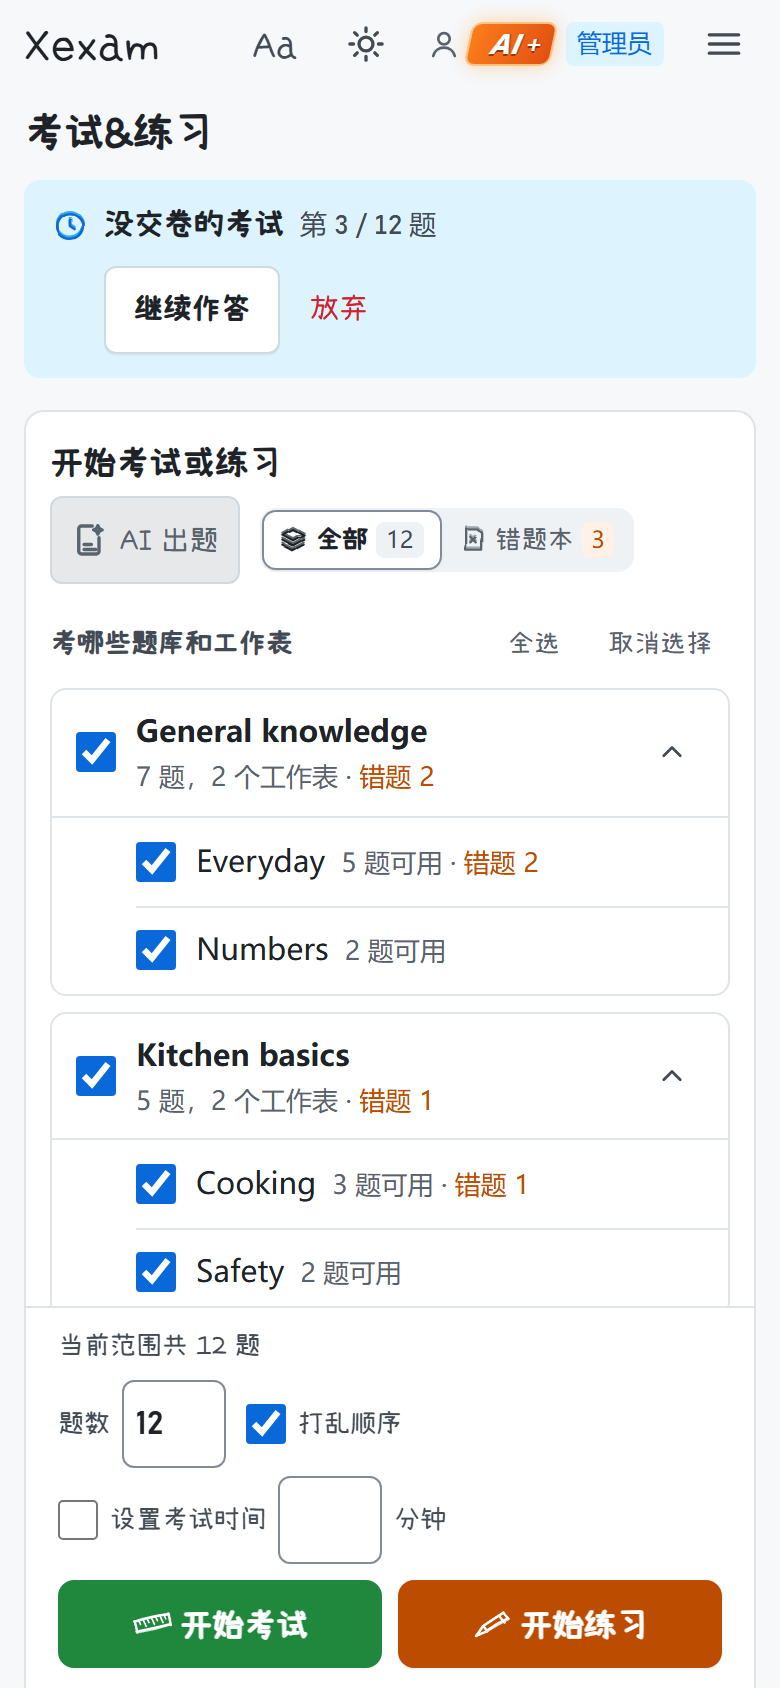 Xexam Aa AI+ 管理员
考试&练习
没交卷的考试 第 3 / 12 题
继续作答 放弃
开始考试或练习
AI 出题 全部 12 错题本 3
考哪些题库和工作表 全选 取消选择
General knowledge
7 题，2 个工作表 · 错题 2
Everyday 5 题可用 · 错题 2
Numbers 2 题可用
Kitchen basics
5 题，2 个工作表 · 错题 1
Cooking 3 题可用 · 错题 1
Safety 2 题可用
当前范围共 12 题
题数 12 打乱顺序
设置考试时间 分钟
开始考试 开始练习